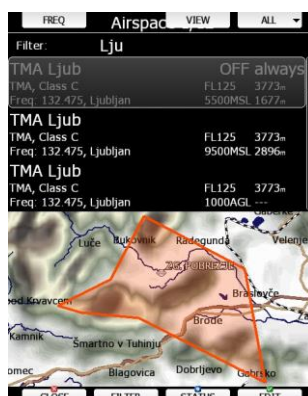 FREQ
VIEW
ALL
Airspace
Filter:
Lju
TMA Ljub
OFF always
TMA, Class C
FL125 3773m
Freq: 132.475, Ljubljan
5500MSL 1677m
TMA Ljub
TMA, Class C
FL125 3773m
Freq: 132.475, Ljubljan
9500MSL 2896m
TMA Ljub
TMA, Class C
FL125 3773m
Freq: 132.475, Ljubljan
1000AGL ---
Luče
Bukovnik
Radegunda
Velenje
Braslovče
Krvavcem
Brode
Kamnik
Šmartno v Tuhinju
Blagovica
Dobrljevo
CLOSE
FILTER
STATUS
EDIT